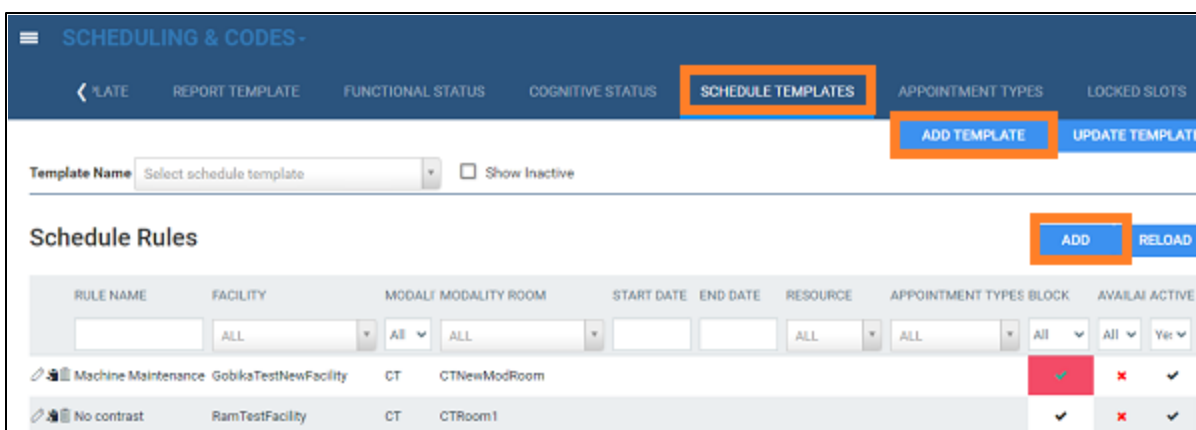 SCHEDULING & CODES
LATE REPORT TEMPLATE FUNCTIONAL STATUS COGNITIVE STATUS SCHEDULE TEMPLATES APPOINTMENT TYPES LOCKED SLOTS
ADD TEMPLATE UPDATE TEMPLAT
Template Name Select schedule template Show Inactive
Schedule Rules ADD RELOAD
RULE NAME FACILITY MODALI MODALITY ROOM START DATE END DATE RESOURCE APPOINTMENT TYPES BLOCK AVAILAI ACTIVE
ALL All ALL ALL ALL All All Yes
Machine Maintenance GobikaTestNewFacility CT CTNewModRoom
No contrast RamTestFacility CT CTRoom1